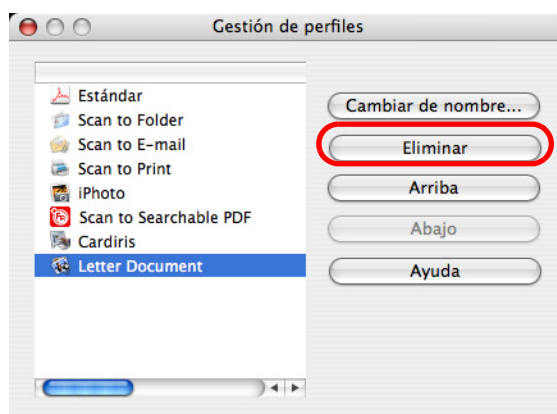 Gestión de perfiles
Estándar
Scan to Folder
Scan to E-mail
Scan to Print
iPhoto
Scan to Searchable PDF
Cardiris
Letter Document
Cambiar de nombre...
Eliminar
Arriba
Abajo
Ayuda